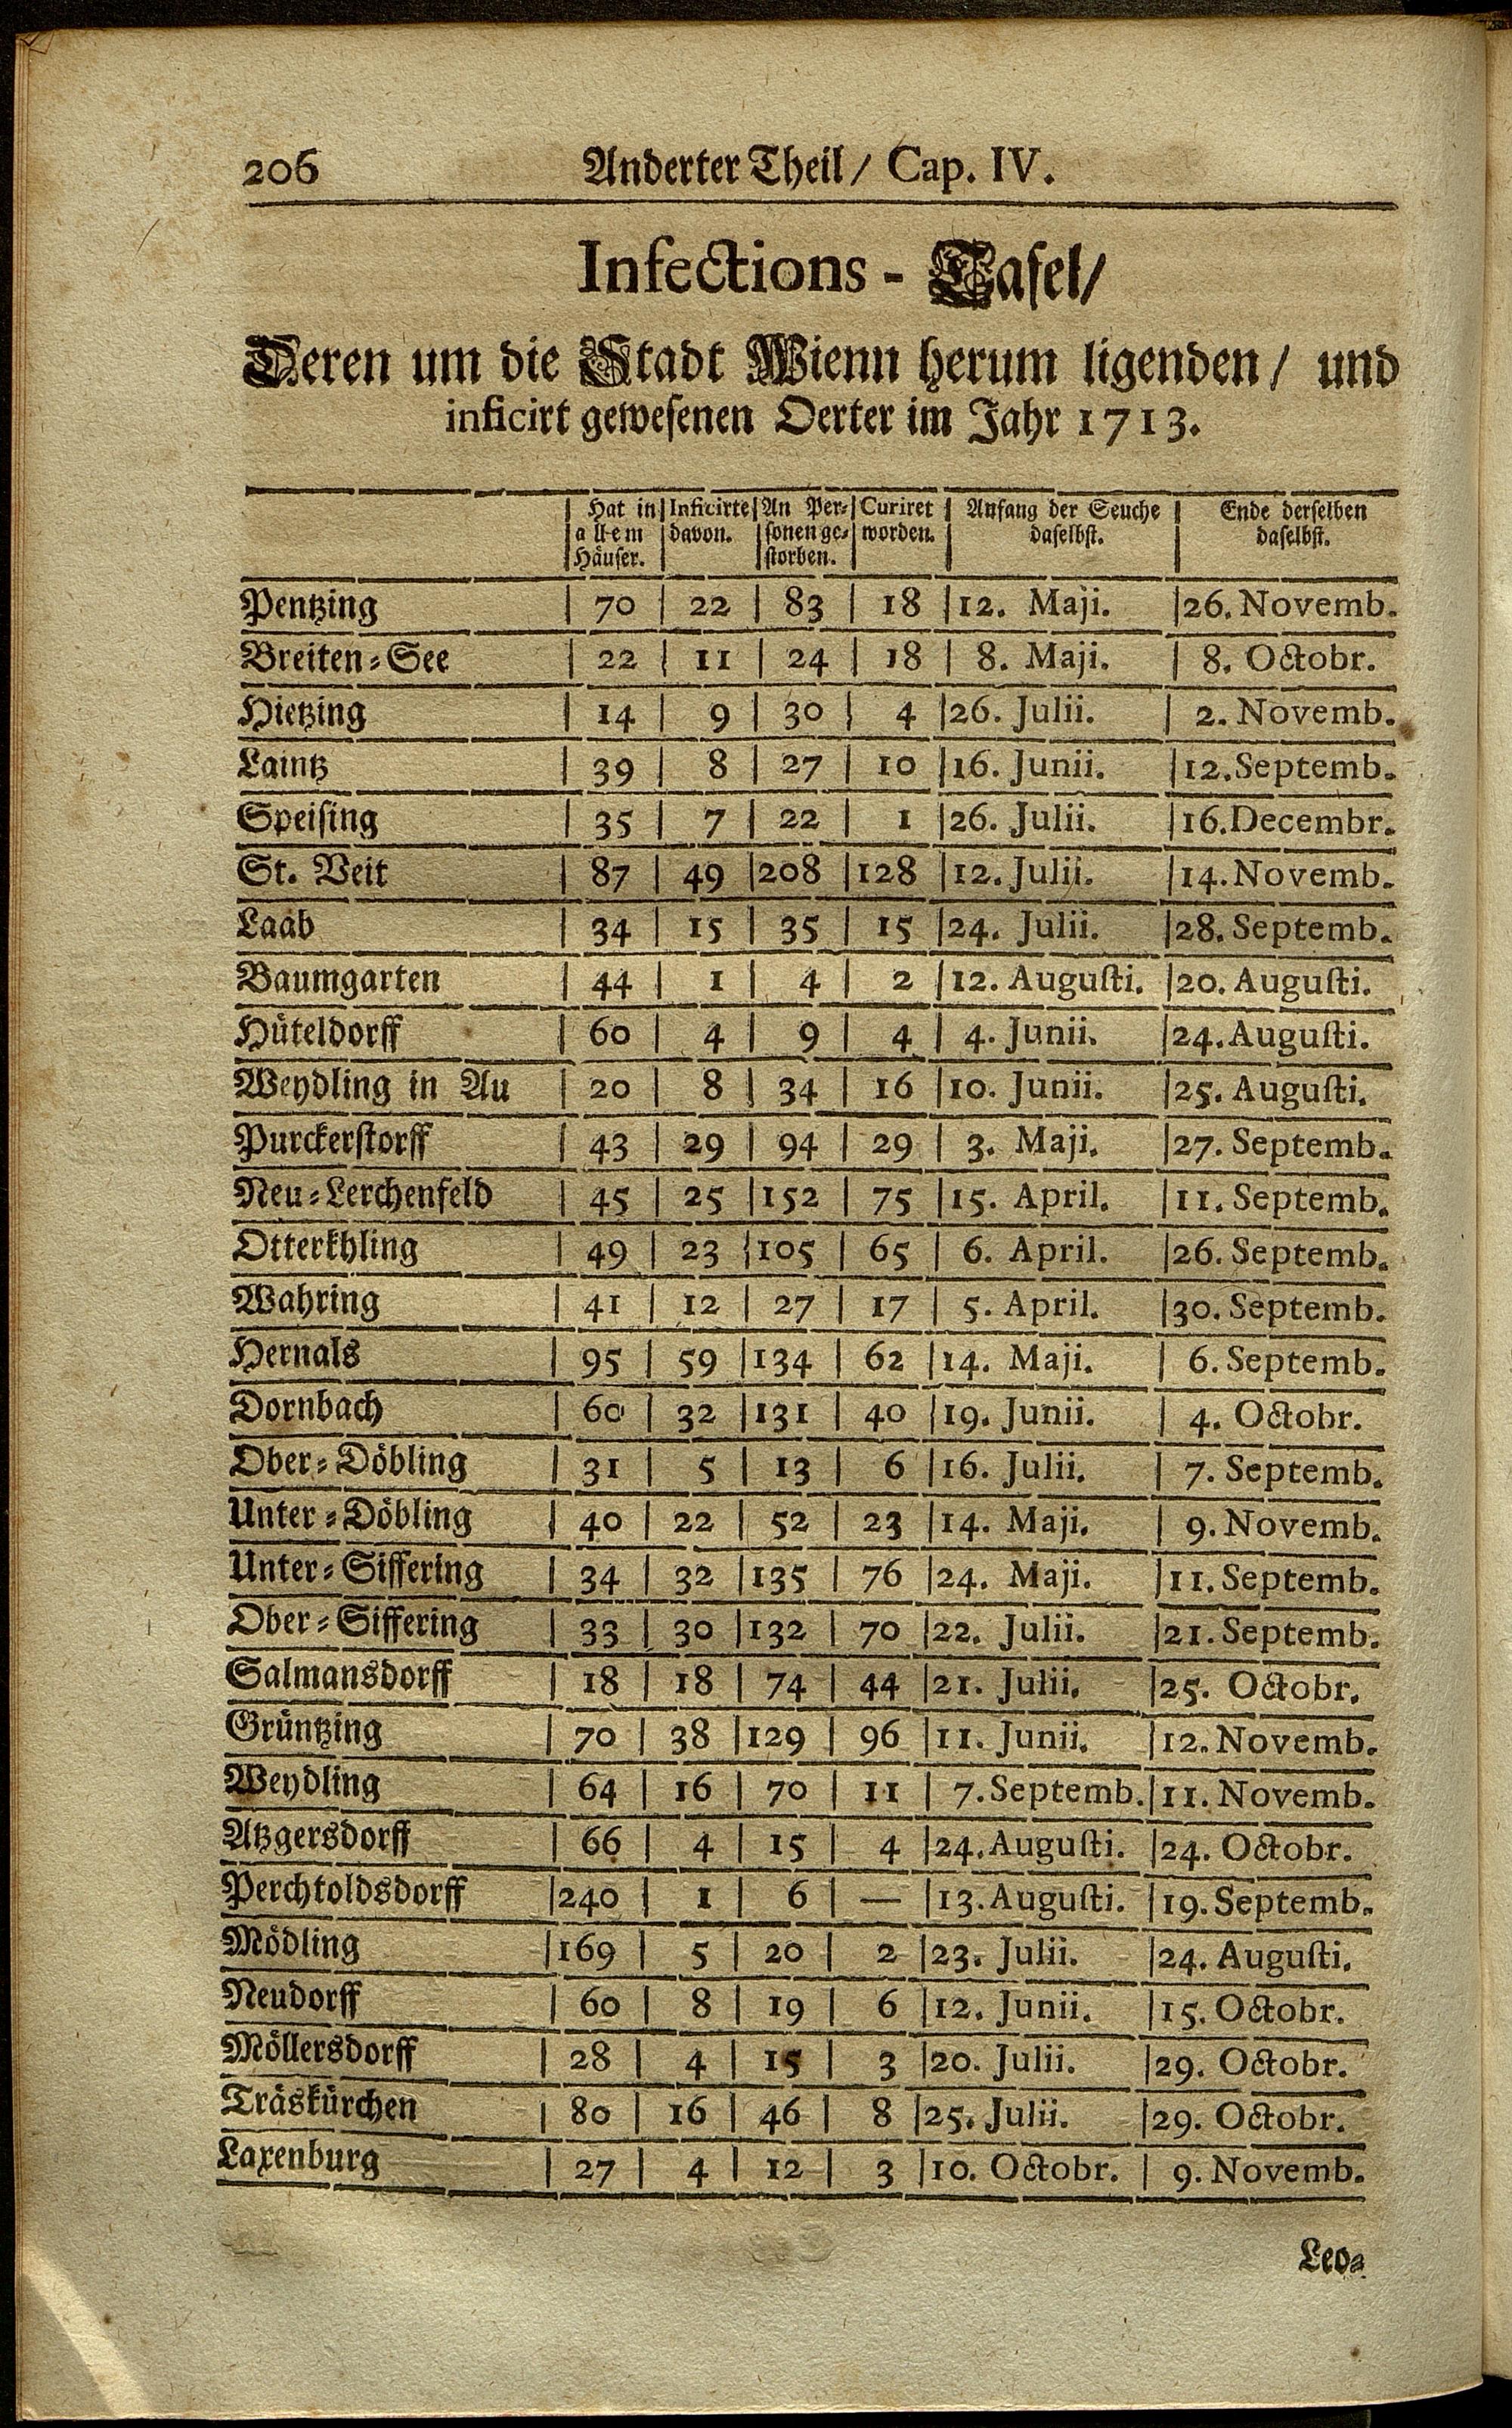 206 Anderter Theil/ Cap. IV.
Infections - Tafel/
Deren um die Stadt Wienn herum ligenden/ und
inficirt gewesenen Oerter im Jahr 1713.
Hat in allem Häuser. | Inficirte davon. | An Personen gestorben. | Curiret worden. | Anfang der Seuche daselbst. | Ende derselben daselbst.
Pentzing | 70 | 22 | 83 | 18 | 12. Maji. | 26. Novemb.
Breiten-See | 22 | 11 | 24 | 18 | 8. Maji. | 8. Octobr.
Hietzing | 14 | 9 | 30 | 4 | 26. Julii. | 2. Novemb.
Laintz | 39 | 8 | 27 | 10 | 16. Junii. | 12. Septemb.
Speising | 35 | 7 | 22 | 1 | 26. Julii. | 16. Decembr.
St. Veit | 87 | 49 | 208 | 128 | 12. Julii. | 14. Novemb.
Laab | 34 | 15 | 35 | 15 | 24. Julii. | 28. Septemb.
Baumgarten | 44 | 1 | 4 | 2 | 12. Augusti. | 20. Augusti.
Hüteldorff | 60 | 4 | 9 | 4 | 4. Junii. | 24. Augusti.
Weydling in Au | 20 | 8 | 34 | 16 | 10. Junii. | 25. Augusti.
Purckerstorff | 43 | 29 | 94 | 29 | 3. Maji. | 27. Septemb.
Neu-Lerchenfeld | 45 | 25 | 152 | 75 | 15. April. | 11. Septemb.
Otterkhling | 49 | 23 | 105 | 65 | 6. April. | 26. Septemb.
Wahring | 41 | 12 | 27 | 17 | 5. April. | 30. Septemb.
Hernals | 95 | 59 | 134 | 62 | 14. Maji. | 6. Septemb.
Dornbach | 60 | 32 | 131 | 40 | 19. Junii. | 4. Octobr.
Ober-Döbling | 31 | 5 | 13 | 6 | 16. Julii. | 7. Septemb.
Unter-Döbling | 40 | 22 | 52 | 23 | 14. Maji. | 9. Novemb.
Unter-Siffering | 34 | 32 | 135 | 76 | 24. Maji. | 11. Septemb.
Ober-Siffering | 33 | 30 | 132 | 70 | 22. Julii. | 21. Septemb.
Salmansdorff | 18 | 18 | 74 | 44 | 21. Julii. | 25. Octobr.
Grüntzing | 70 | 38 | 129 | 96 | 11. Junii. | 12. Novemb.
Weydling | 64 | 16 | 70 | 11 | 7. Septemb. | 11. Novemb.
Atzgersdorff | 66 | 4 | 15 | 4 | 24. Augusti. | 24. Octobr.
Perchtoldsdorff | 240 | 1 | 6 | — | 13. Augusti. | 19. Septemb.
Mödling | 169 | 5 | 20 | 2 | 23. Julii. | 24. Augusti.
Neudorff | 60 | 8 | 19 | 6 | 12. Junii. | 15. Octobr.
Möllersdorff | 28 | 4 | 15 | 3 | 20. Julii. | 29. Octobr.
Träskürchen | 80 | 16 | 46 | 8 | 25. Julii. | 29. Octobr.
Laxenburg | 27 | 4 | 12 | 3 | 10. Octobr. | 9. Novemb.
Leo-